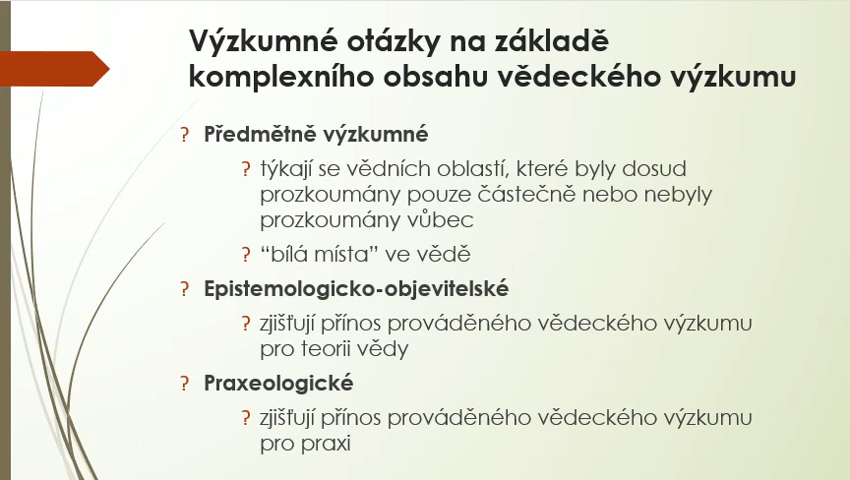 Výzkumné otázky na základě
komplexního obsahu vědeckého výzkumu
? Předmětně výzkumné
? týkají se vědních oblastí, které byly dosud
prozkoumány pouze částečně nebo nebyly
prozkoumány vůbec
? “bílá místa” ve vědě
? Epistemologicko-objevitelské
? zjišťují přínos prováděného vědeckého výzkumu
pro teorii vědy
? Praxeologické
? zjišťují přínos prováděného vědeckého výzkumu
pro praxi